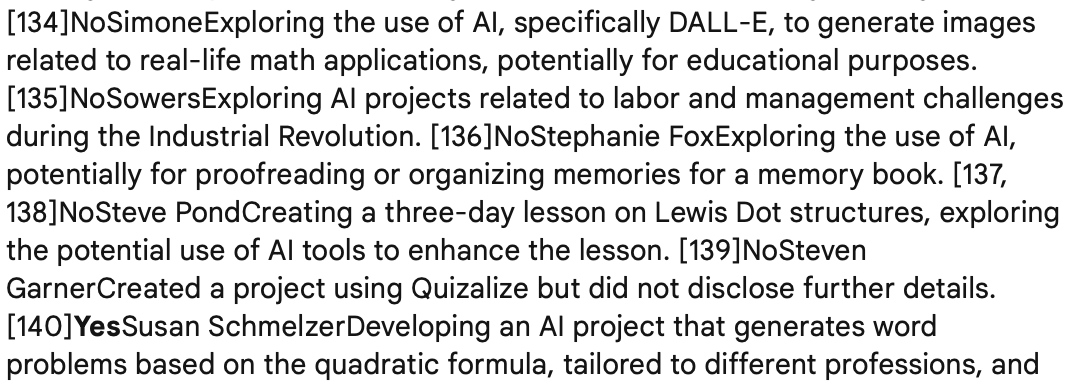 [134]NoSimoneExploring the use of AI, specifically DALL-E, to generate images
related to real-life math applications, potentially for educational purposes.
[135]NoSowersExploring AI projects related to labor and management challenges
during the Industrial Revolution. [136]NoStephanie FoxExploring the use of AI,
potentially for proofreading or organizing memories for a memory book. [137,
138]NoSteve PondCreating a three-day lesson on Lewis Dot structures, exploring
the potential use of AI tools to enhance the lesson. [139]NoSteven
GarnerCreated a project using Quizalize but did not disclose further details.
[140]YesSusan SchmelzerDeveloping an AI project that generates word
problems based on the quadratic formula, tailored to different professions, and